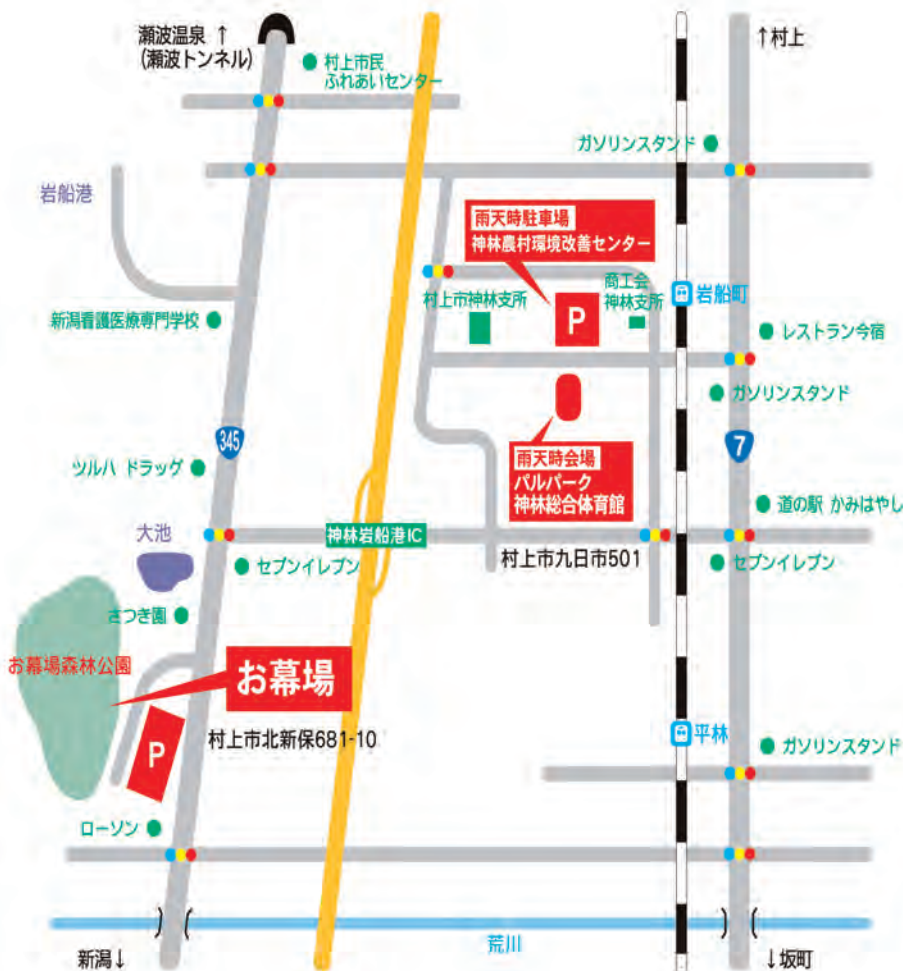 瀬波温泉 ↑
(瀬波トンネル)
村上市民
ふれあいセンター
↑村上
ガソリンスタンド
岩船港
雨天時駐車場
神林農村環境改善センター
村上市神林支所
P
商工会
神林支所
岩船町
新潟看護医療専門学校
レストラン今宿
ガソリンスタンド
345
7
ツルハ ドラッグ
雨天時会場
パルパーク
神林総合体育館
道の駅 かみはやし
大池
神林岩船港IC
村上市九日市501
セブンイレブン
セブンイレブン
さつき園
お幕場森林公園
お幕場
村上市北新保681-10
P
平林
ガソリンスタンド
ローソン
荒川
新潟↓
↓坂町